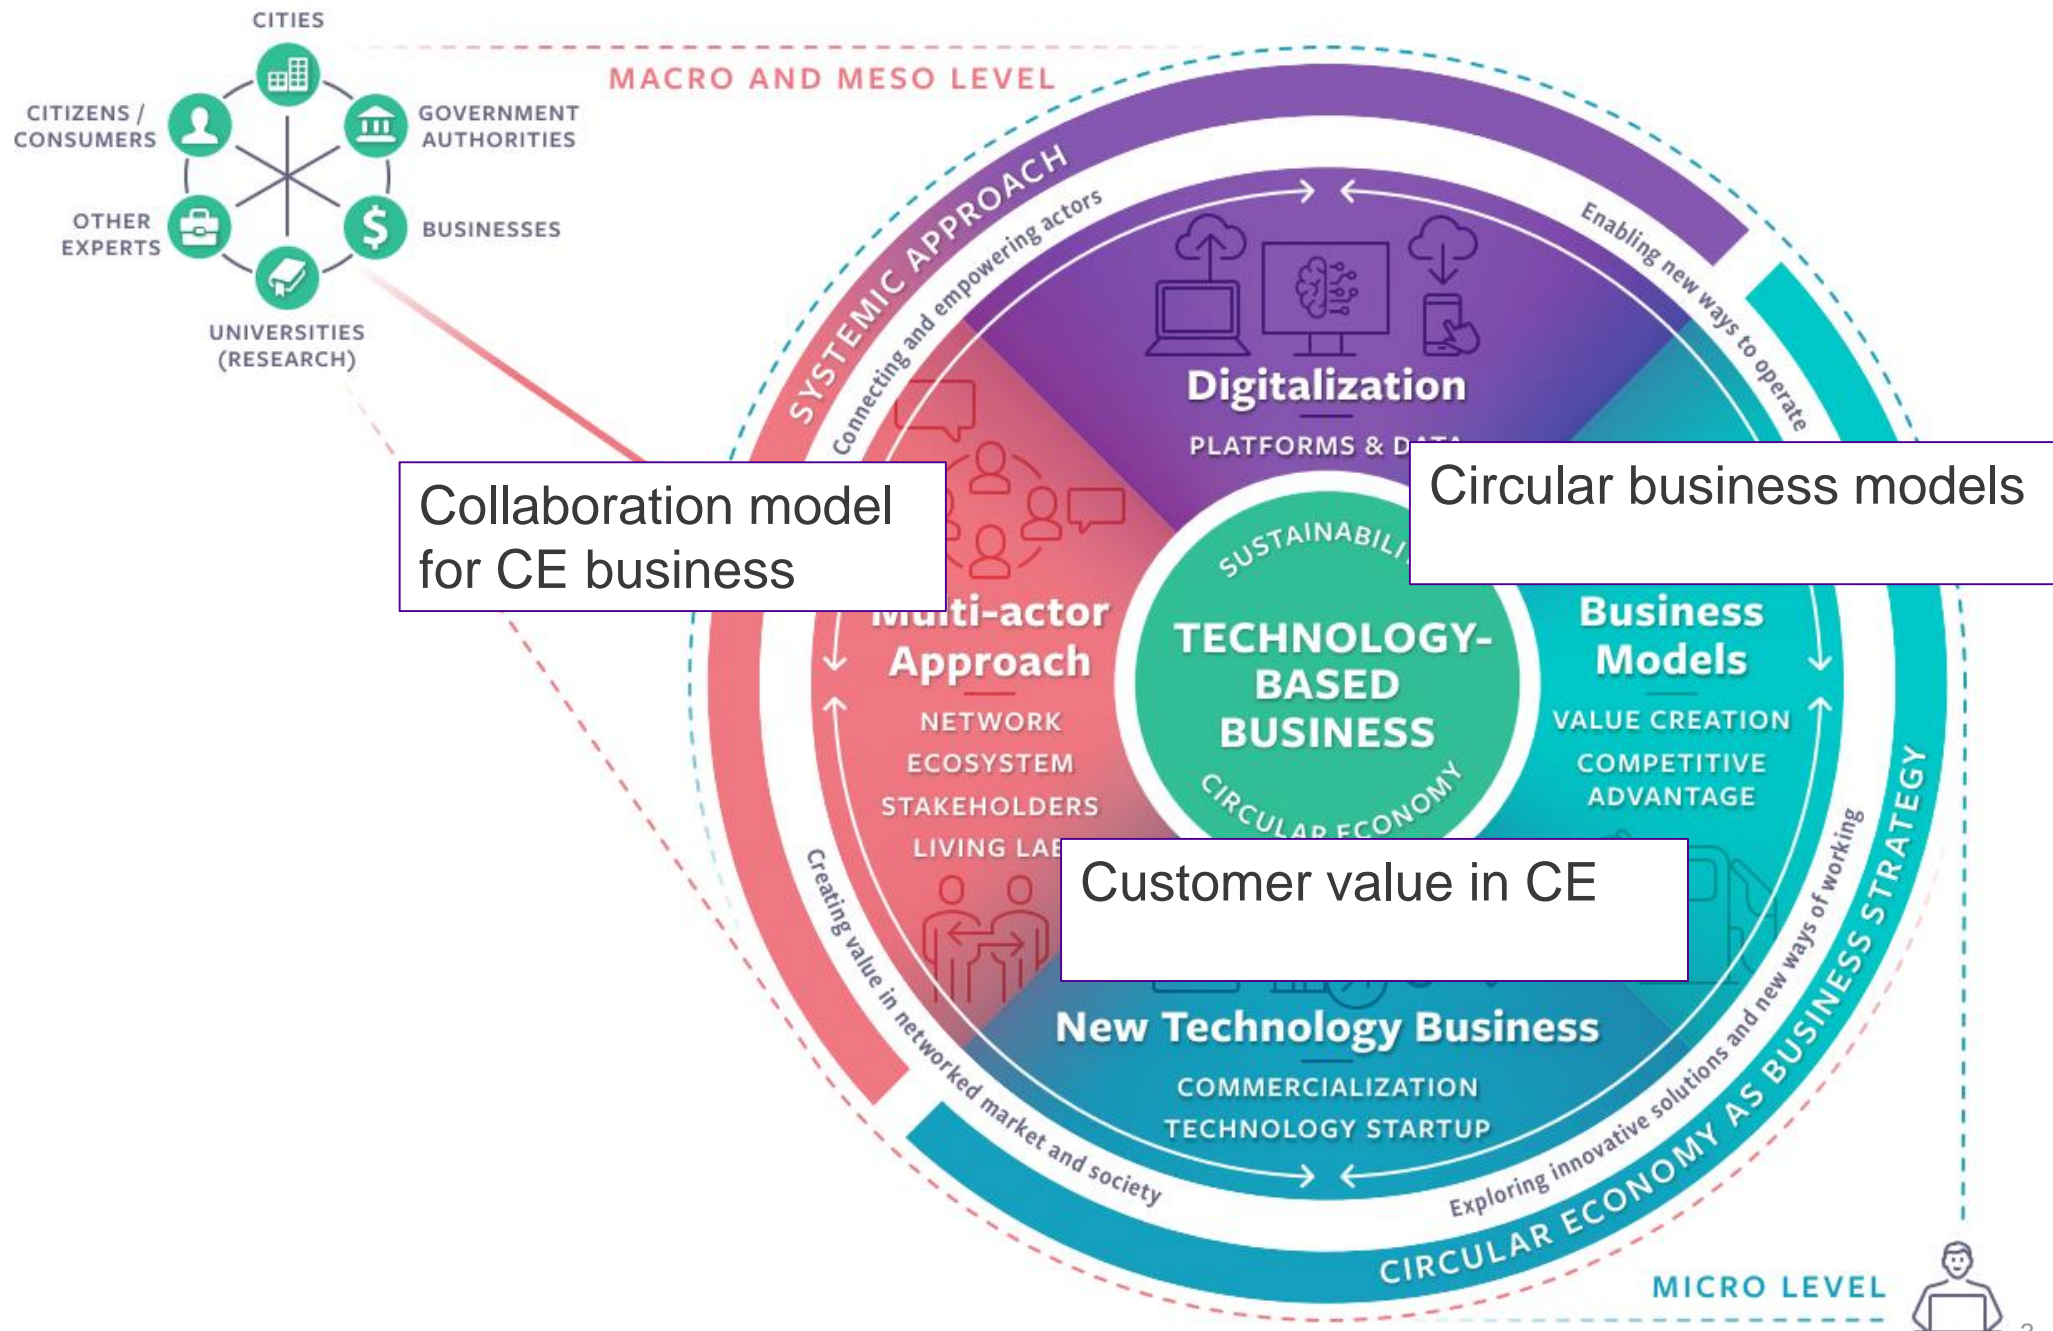 CITIES
CITIZENS /
CONSUMERS
GOVERNMENT
AUTHORITIES
OTHER
EXPERTS
BUSINESSES
UNIVERSITIES
(RESEARCH)
MACRO AND MESO LEVEL
SYSTEMIC APPROACH
Connecting and empowering actors
Enabling new ways to operate
Digitalization
PLATFORMS &
Collaboration model
for CE business
Circular business models
SUSTAINABILI
TECHNOLOGY-
BASED
BUSINESS
CIRCULAR ECONOMY
Multi-actor
Approach
NETWORK
ECOSYSTEM
STAKEHOLDERS
LIVING LAB
Business
Models
VALUE CREATION
COMPETITIVE
ADVANTAGE
Customer value in CE
New Technology Business
COMMERCIALIZATION
TECHNOLOGY STARTUP
Creating value in networked market and society
Exploring innovative solutions and new ways of working
CIRCULAR ECONOMY AS BUSINESS STRATEGY
MICRO LEVEL